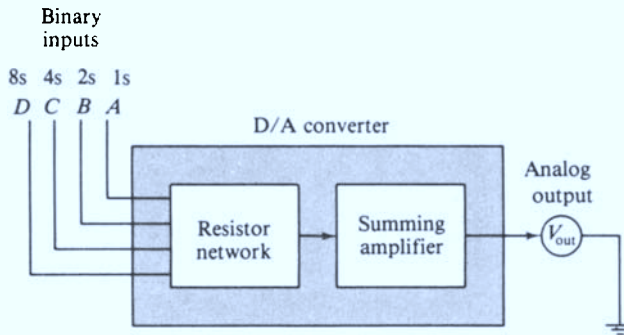 Binary
inputs
8s 4s 2s 1s
D C B A
D/A converter
Resistor
network
Summing
amplifier
Analog
output
Vout